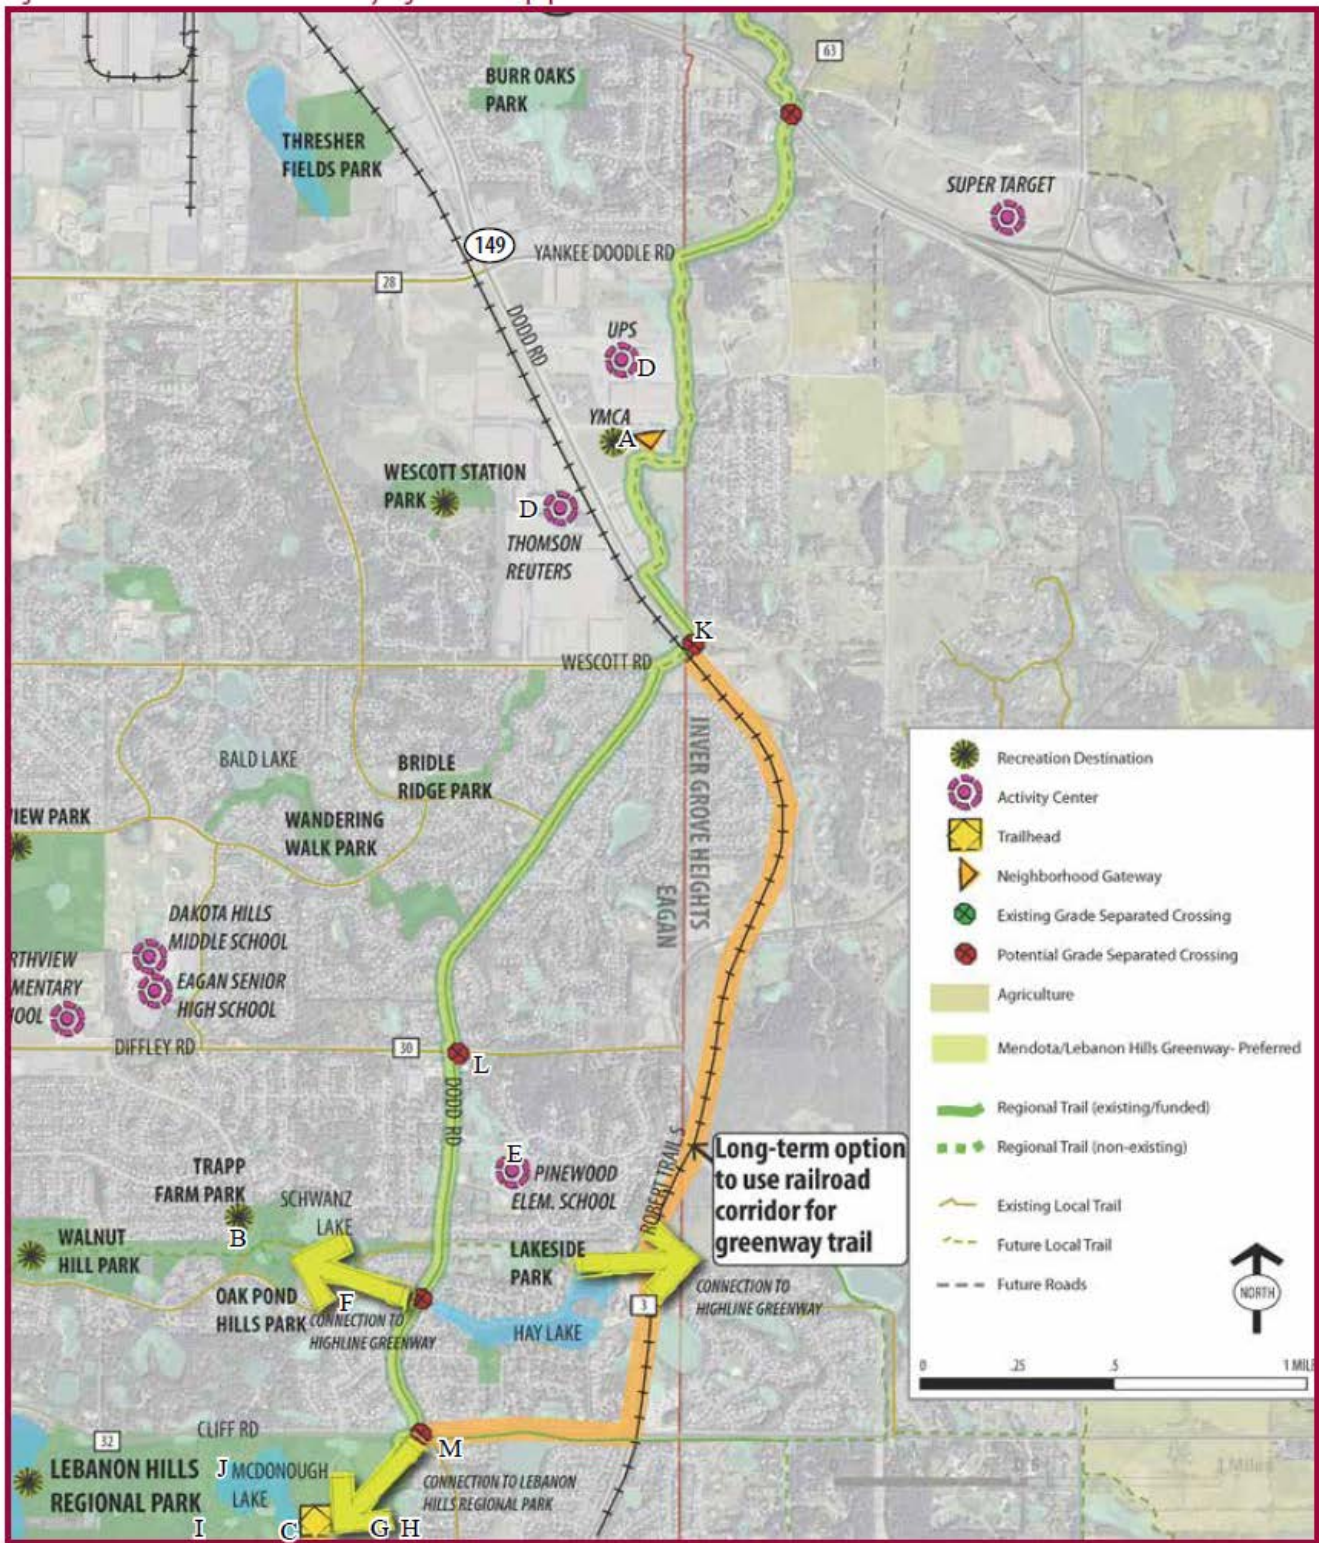 63
BURR OAKS
PARK
THRESHER
FIELDS PARK
SUPER TARGET
149
YANKEE DOODLE RD
28
DODD RD
UPS
D
YMCA
A
WESCOTT STATION
PARK
D
THOMSON
REUTERS
K
WESCOTT RD
INVER GROVE HEIGHTS
EAGAN
BALD LAKE
BRIDLE
RIDGE PARK
IEW PARK
WANDERING
WALK PARK
DAKOTA HILLS
MIDDLE SCHOOL
RTHVIEW
MENTARY
OOL
EAGAN SENIOR
HIGH SCHOOL
DIFFLEY RD
30
L
DODD RD
E
PINEWOOD
ELEM. SCHOOL
ROBERT TRAIL S
Long-term option
to use railroad
corridor for
greenway trail
TRAPP
FARM PARK
B
SCHWANZ
LAKE
WALNUT
HILL PARK
LAKESIDE
PARK
OAK POND
HILLS PARK
F
CONNECTION TO
HIGHLINE GREENWAY
3
CONNECTION TO
HIGHLINE GREENWAY
HAY LAKE
CLIFF RD
32
M
LEBANON HILLS
REGIONAL PARK
J
MCDONOUGH
LAKE
CONNECTION TO LEBANON
HILLS REGIONAL PARK
I
C
G
H
Recreation Destination
Activity Center
Trailhead
Neighborhood Gateway
Existing Grade Separated Crossing
Potential Grade Separated Crossing
Agriculture
Mendota/Lebanon Hills Greenway- Preferred
Regional Trail (existing/funded)
Regional Trail (non-existing)
Existing Local Trail
Future Local Trail
Future Roads
NORTH
0 .25 .5 1 MILE
1 Miles